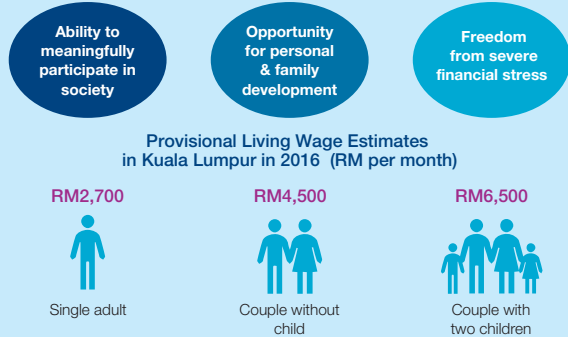 Ability to
meaningfully
participate in
society
Opportunity
for personal
& family
development
Freedom
from severe
financial stress
Provisional Living Wage Estimates
in Kuala Lumpur in 2016 (RM per month)
RM2,700
RM4,500
RM6,500
Single adult
Couple without
child
Couple with
two children